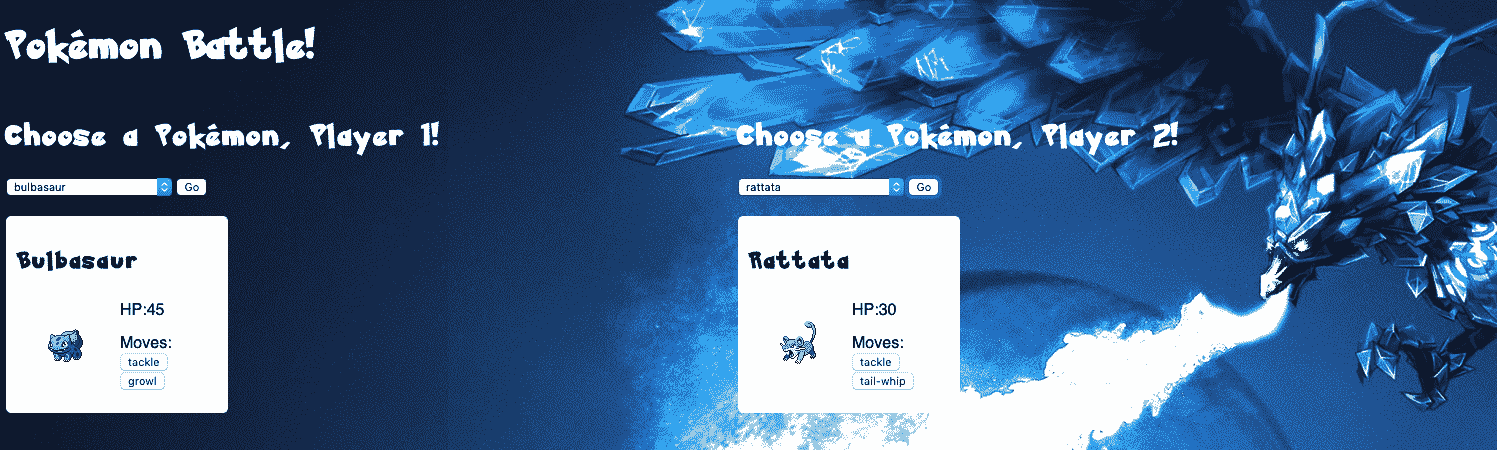 Pokémon Battle!
Choose a Pokémon, Player 1!
bulbasaur Go
Bulbasaur
HP:45
Moves:
tackle
growl
Choose a Pokémon, Player 2!
rattata Go
Rattata
HP:30
Moves:
tackle
tail-whip